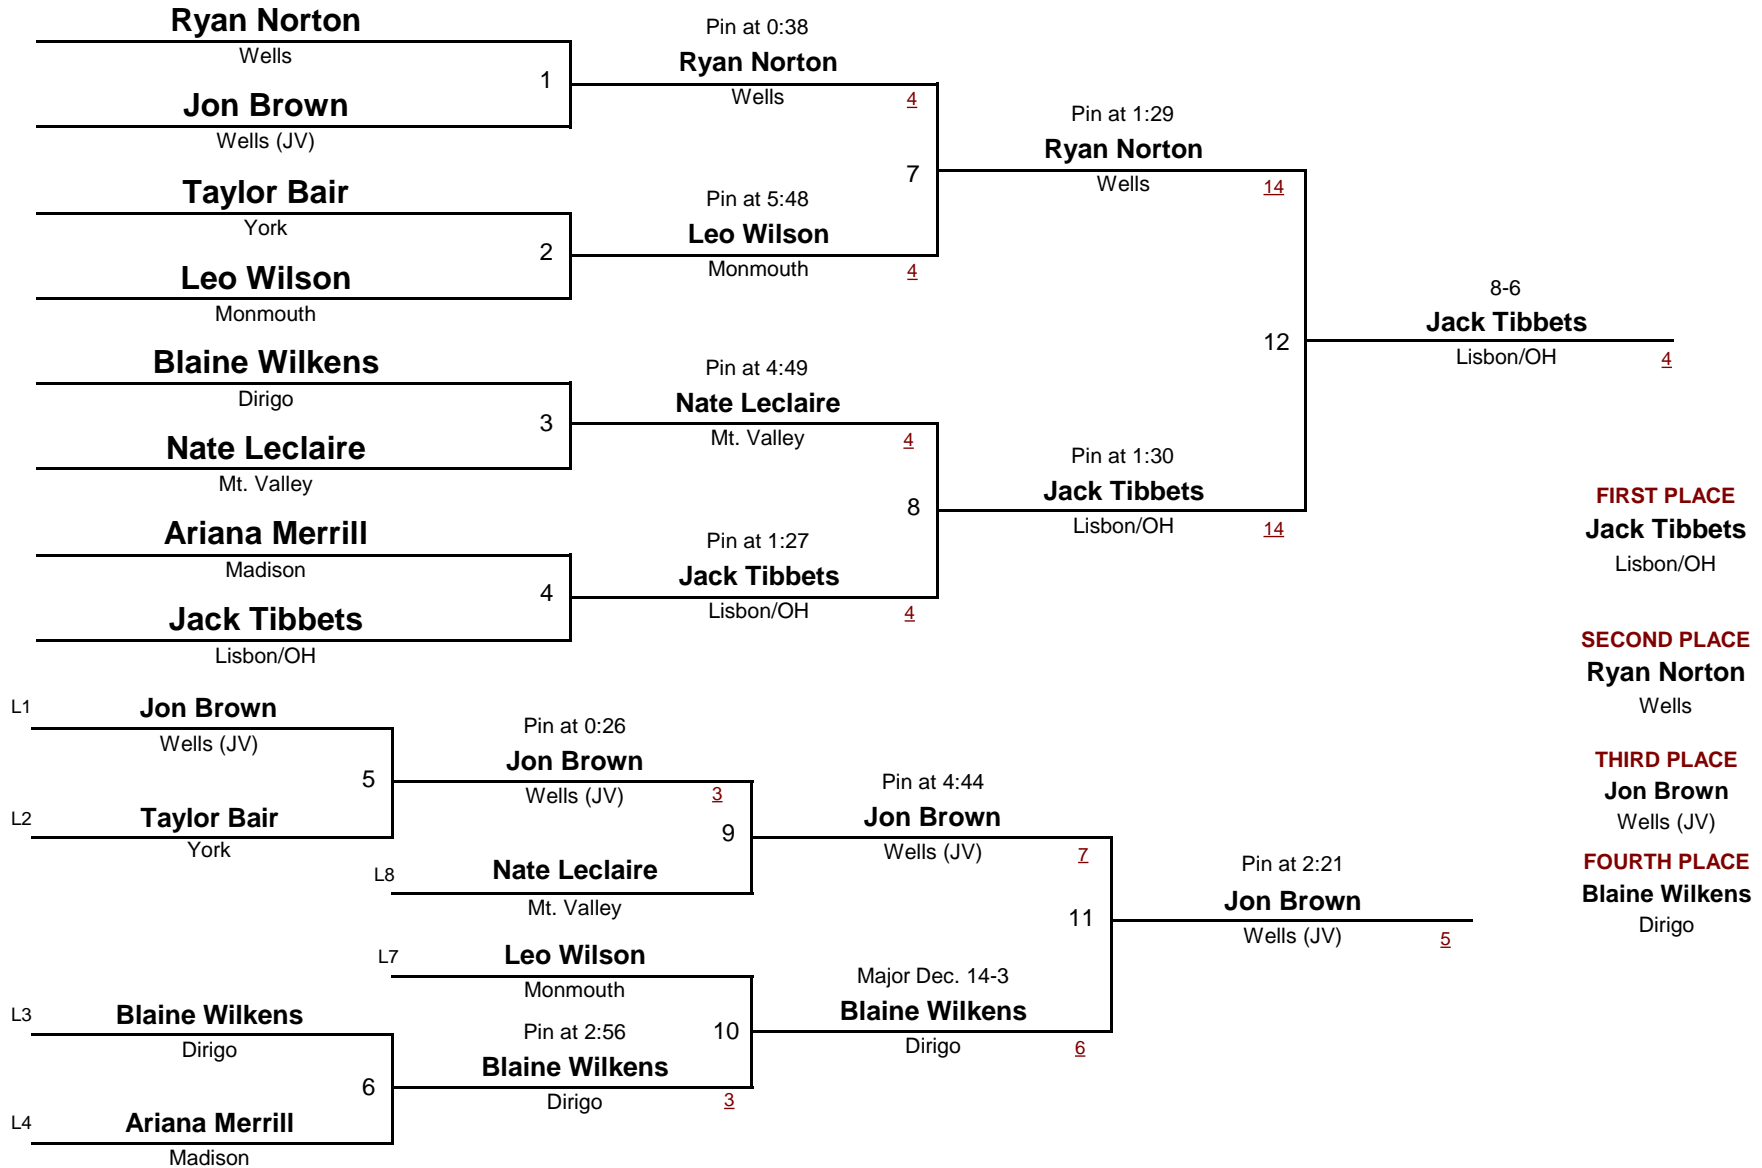 Ryan Norton
Wells
1
Jon Brown
Wells (JV)
Taylor Bair
York
2
Leo Wilson
Monmouth
Blaine Wilkens
Dirigo
3
Nate Leclaire
Mt. Valley
Ariana Merrill
Madison
4
Jack Tibbets
Lisbon/OH
Pin at 0:38
Ryan Norton
Wells 4
7
Pin at 5:48
Leo Wilson
Monmouth 4
Pin at 4:49
Nate Leclaire
Mt. Valley 4
8
Pin at 1:27
Jack Tibbets
Lisbon/OH 4
Pin at 1:29
Ryan Norton
Wells 14
12
Pin at 1:30
Jack Tibbets
Lisbon/OH 14
8-6
Jack Tibbets
Lisbon/OH 4
FIRST PLACE
Jack Tibbets
Lisbon/OH
SECOND PLACE
Ryan Norton
Wells
THIRD PLACE
Jon Brown
Wells (JV)
FOURTH PLACE
Blaine Wilkens
Dirigo
L1 Jon Brown
Wells (JV)
5
L2 Taylor Bair
York
Pin at 0:26
Jon Brown
Wells (JV) 3
9
L8 Nate Leclaire
Mt. Valley
L7 Leo Wilson
Monmouth
10
L3 Blaine Wilkens
Dirigo
6
L4 Ariana Merrill
Madison
Pin at 2:56
Blaine Wilkens
Dirigo 3
Pin at 4:44
Jon Brown
Wells (JV) 7
11
Major Dec. 14-3
Blaine Wilkens
Dirigo 6
Pin at 2:21
Jon Brown
Wells (JV) 5